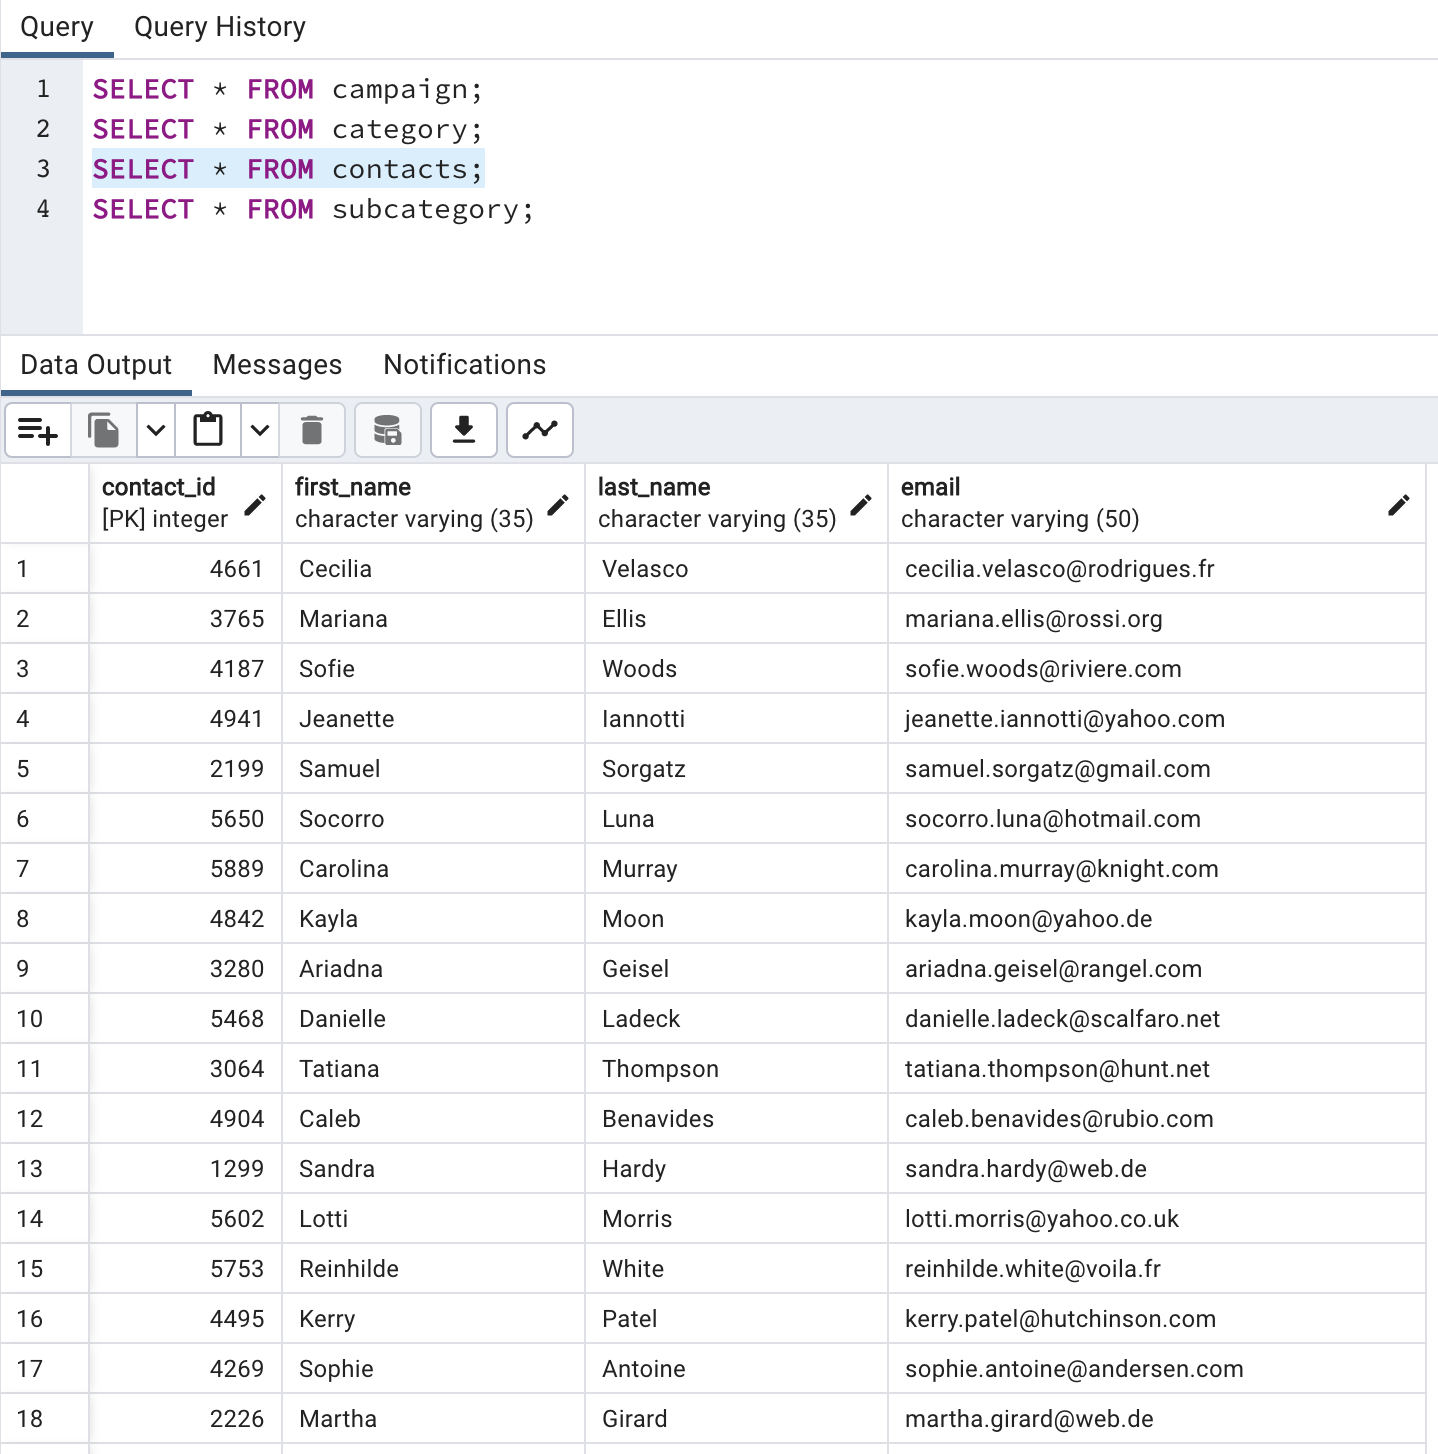 Query Query History
1 SELECT * FROM campaign;
2 SELECT * FROM category;
3 SELECT * FROM contacts;
4 SELECT * FROM subcategory;
Data Output Messages Notifications
contact_id first_name last_name email
[PK] integer character varying (35) character varying (35) character varying (50)
1 4661 Cecilia Velasco cecilia.velasco@rodrigues.fr
2 3765 Mariana Ellis mariana.ellis@rossi.org
3 4187 Sofie Woods sofie.woods@riviere.com
4 4941 Jeanette Iannotti jeanette.iannotti@yahoo.com
5 2199 Samuel Sorgatz samuel.sorgatz@gmail.com
6 5650 Socorro Luna socorro.luna@hotmail.com
7 5889 Carolina Murray carolina.murray@knight.com
8 4842 Kayla Moon kayla.moon@yahoo.de
9 3280 Ariadna Geisel ariadna.geisel@rangel.com
10 5468 Danielle Ladeck danielle.ladeck@scalfaro.net
11 3064 Tatiana Thompson tatiana.thompson@hunt.net
12 4904 Caleb Benavides caleb.benavides@rubio.com
13 1299 Sandra Hardy sandra.hardy@web.de
14 5602 Lotti Morris lotti.morris@yahoo.co.uk
15 5753 Reinhilde White reinhilde.white@voila.fr
16 4495 Kerry Patel kerry.patel@hutchinson.com
17 4269 Sophie Antoine sophie.antoine@andersen.com
18 2226 Martha Girard martha.girard@web.de